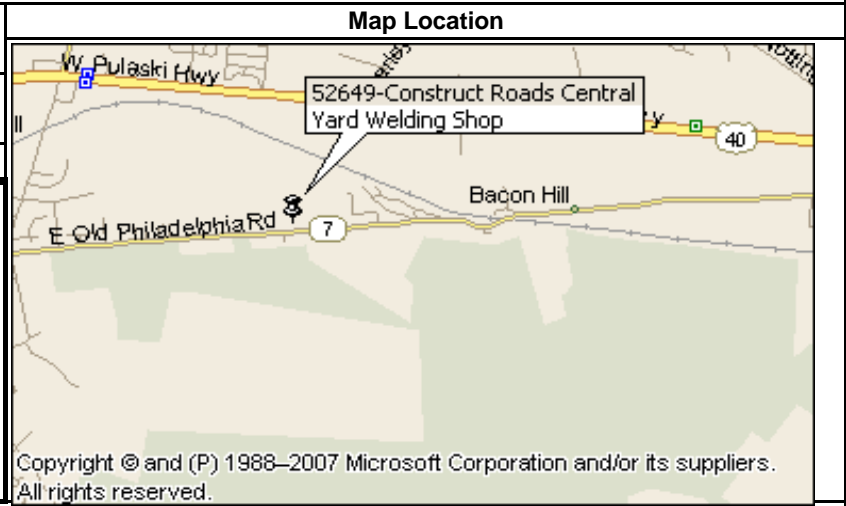 Map Location
W Pulaski Hwy
52649-Construct Roads Central
Yard Welding Shop
40
Bacon Hill
E Old Philadelphia Rd
7
Copyright © and (P) 1988–2007 Microsoft Corporation and/or its suppliers.
All rights reserved.